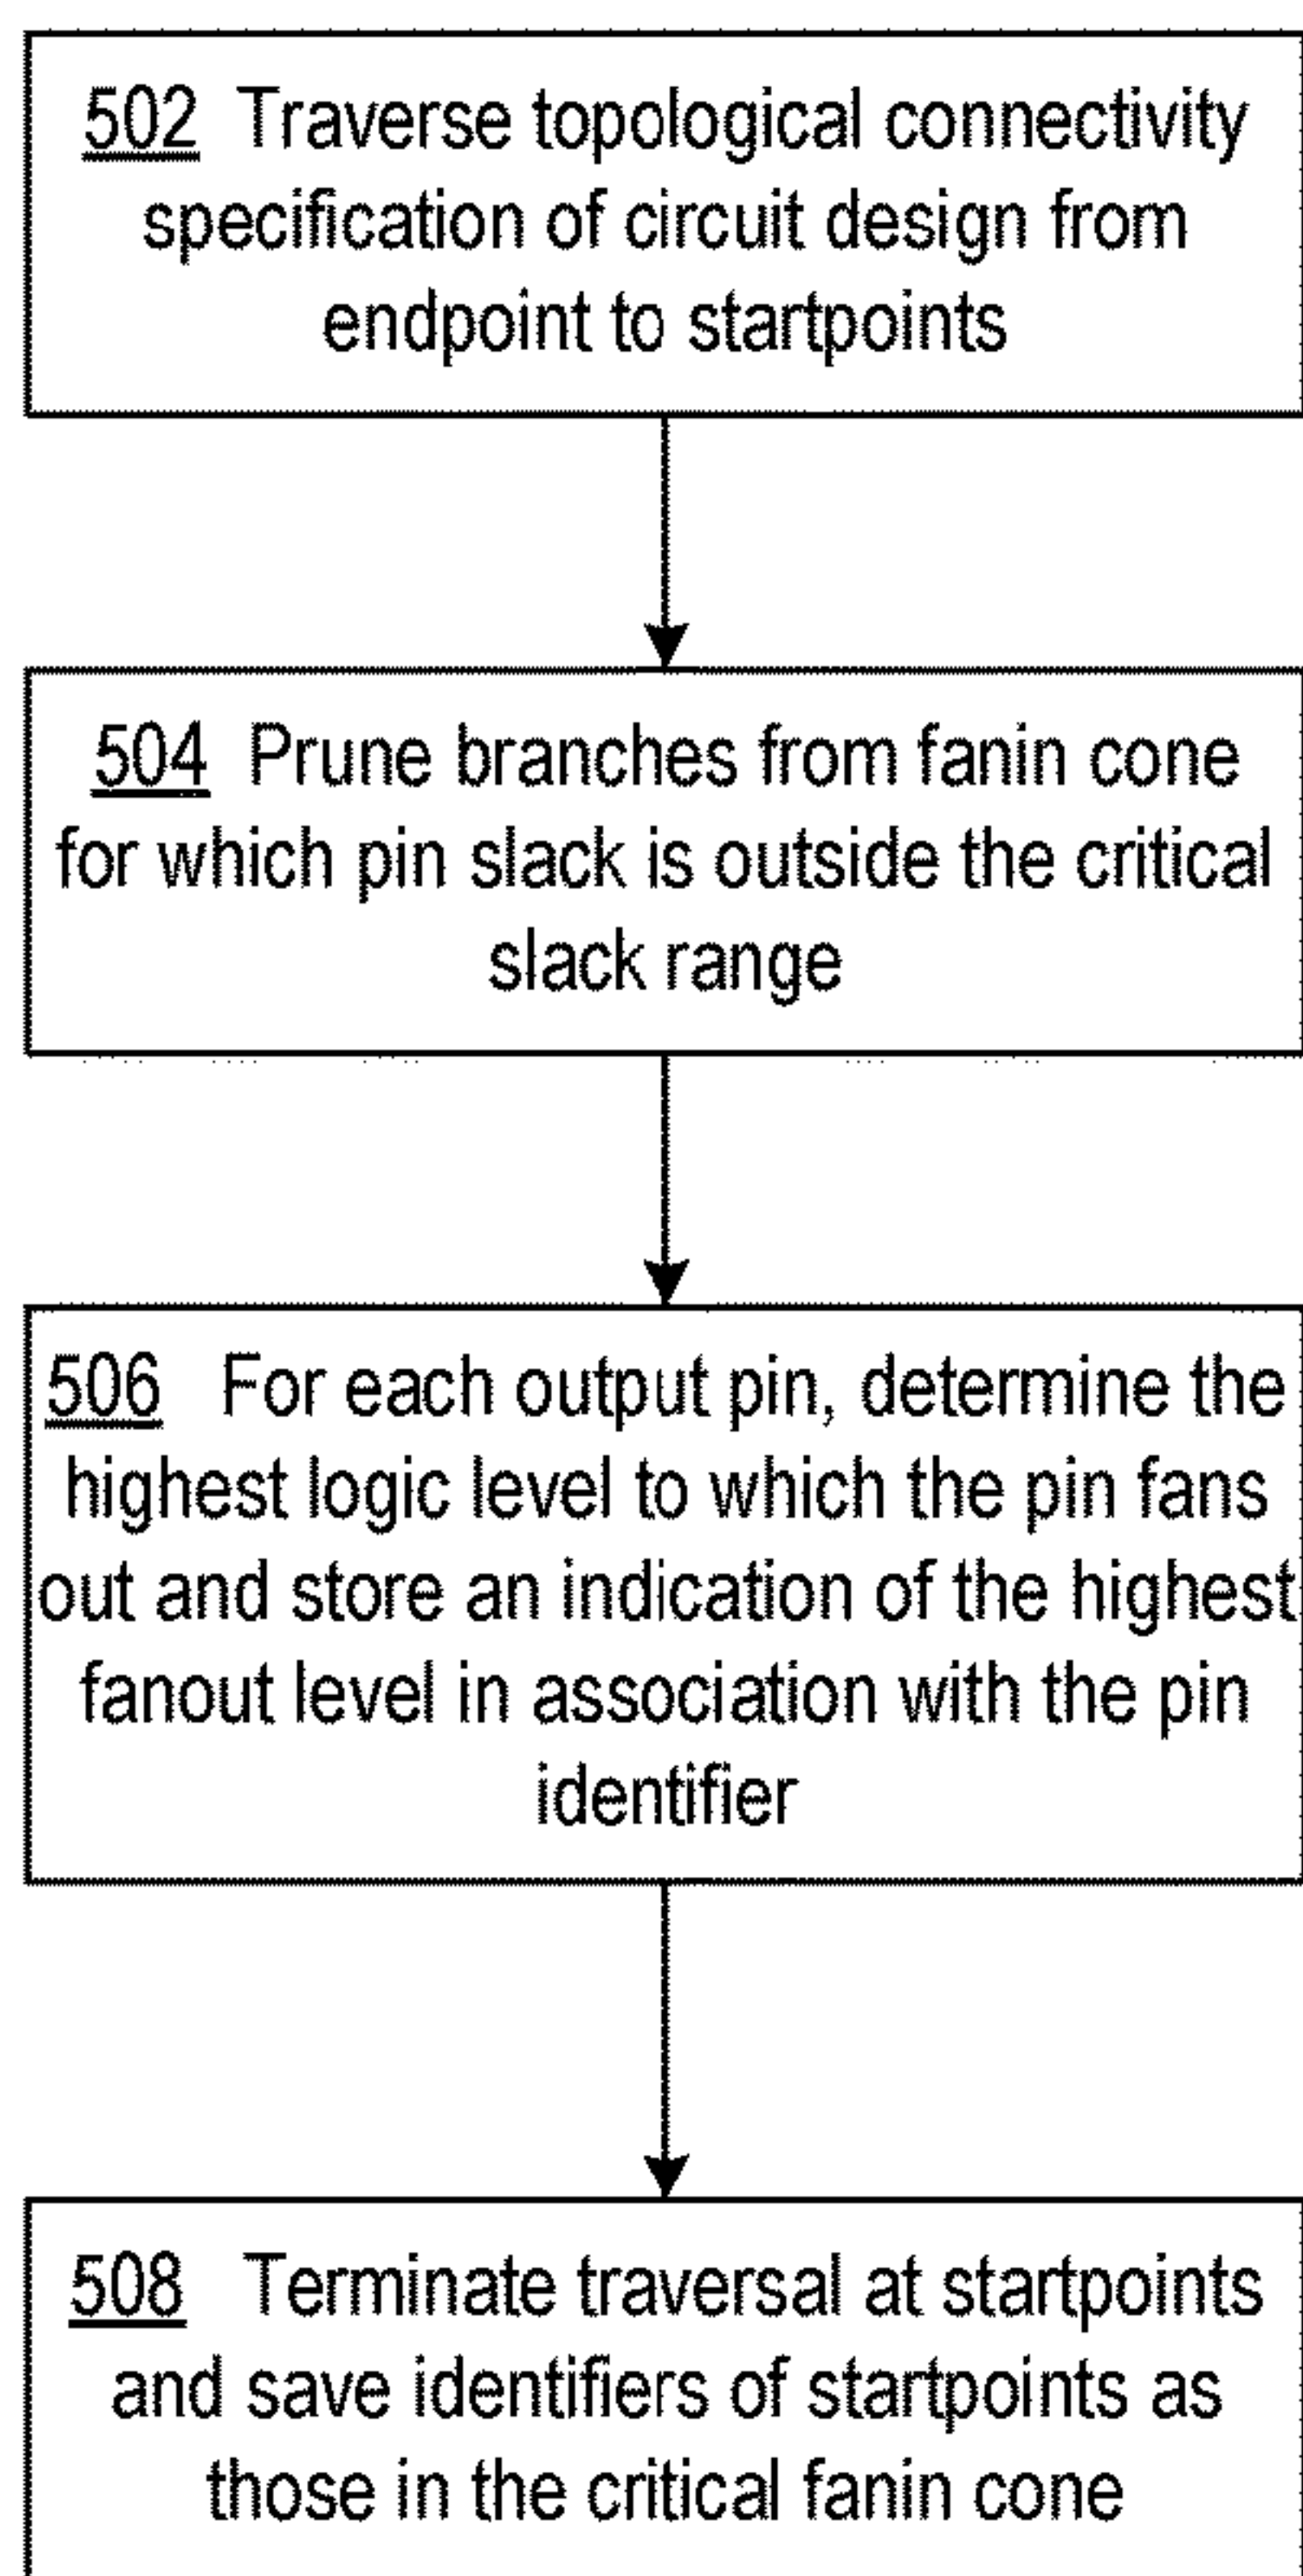 502 Traverse topological connectivity
specification of circuit design from
endpoint to startpoints
504 Prune branches from fanin cone
for which pin slack is outside the critical
slack range
506 For each output pin, determine the
highest logic level to which the pin fans
out and store an indication of the highest
fanout level in association with the pin
identifier
508 Terminate traversal at startpoints
and save identifiers of startpoints as
those in the critical fanin cone